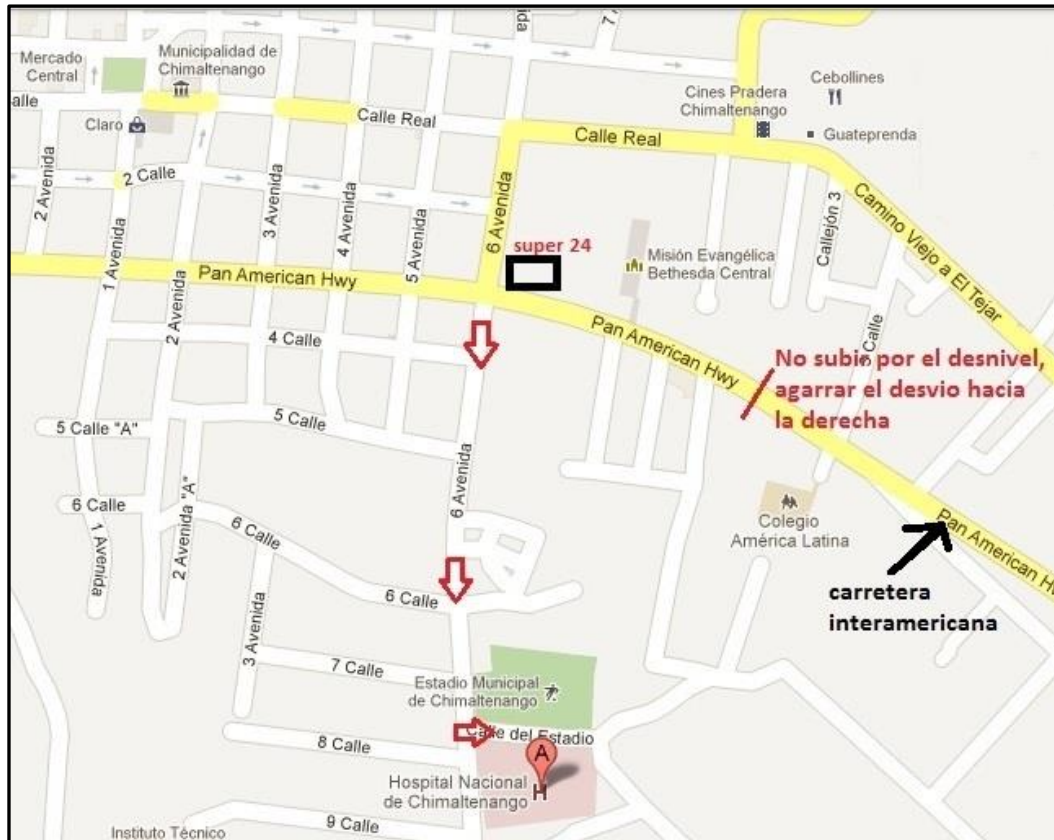 7 A
nida
Mercado
Central
Municipalidad de
Chimaltenango
Cebollines
Cines Pradera
Chimaltenango
alle
Claro
Calle Real
Calle Real
Guateprenda
2 Avenida
2 Calle
3 Avenida
4 Avenida
5 Avenida
6 Avenida
super 24
Callejón 3
Camino Viejo a El Tejar
1 Avenida
Pan American Hwy
Misión Evangélica
Bethesda Central
2 Avenida
4 Calle
Pan American Hwy
Calle
No subir por el desnivel,
agarrar el desvio hacia
la derecha
5 Calle "A"
5 Calle
6 Avenida
6 Calle
1 Avenida
2 Avenida "A"
6 Calle
Colegio
América Latina
Pan American H
carretera
interamericana
6 Calle
3 Avenida
7 Calle
Estadio Municipal
de Chimaltenango
8 Calle
Calle del Estadio
A
Hospital Nacional
de Chimaltenango
H
9 Calle
Instituto Técnico